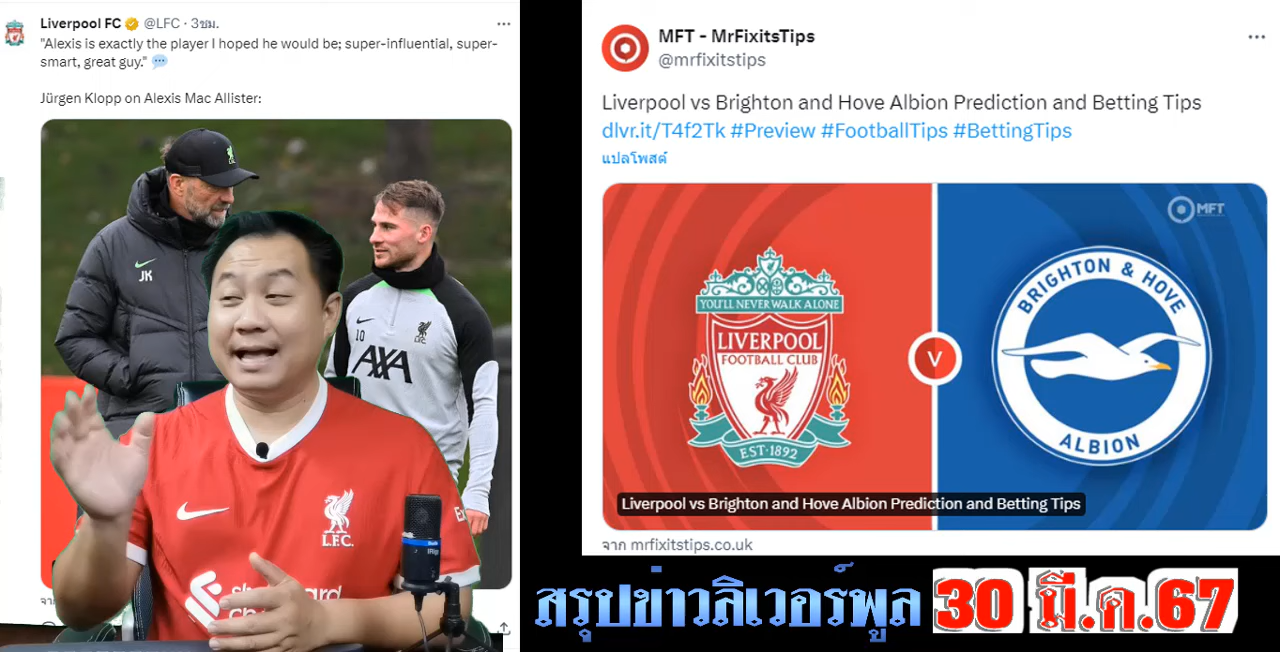 Liverpool FC @LFC · 3ชม.
"Alexis is exactly the player I hoped he would be; super-influential, super-
smart, great guy."
Jürgen Klopp on Alexis Mac Allister:
JK
10
AXA
L.F.C.
L.F.C.
MFT - MrFixitsTips
@mrfixitstips
Liverpool vs Brighton and Hove Albion Prediction and Betting Tips
dlvr.it/T4f2Tk #Preview #FootballTips #BettingTips
แปลโพสต์
MFT
YOU'LL NEVER WALK ALONE
LIVERPOOL
FOOTBALL CLUB
EST·1892
V
BRIGHTON & HOVE
ALBION
Liverpool vs Brighton and Hove Albion Prediction and Betting Tips
จาก mrfixitstips.co.uk
สรุปข่าวลิเวอร์พูล 30 มี.ค.67